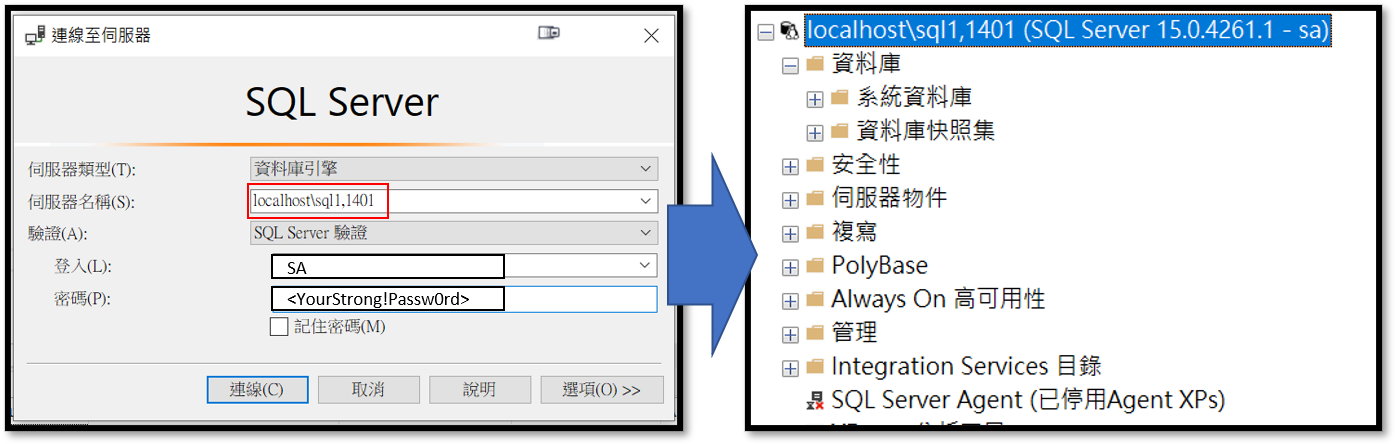 連線至伺服器
SQL Server
伺服器類型(T):
資料庫引擎
伺服器名稱(S):
localhost\sql1,1401
驗證(A):
SQL Server 驗證
登入(L):
SA
密碼(P):
<YourStrong!Passw0rd>
記住密碼(M)
連線(C)
取消
說明
選項(O) >>
localhost\sql1,1401 (SQL Server 15.0.4261.1 - sa)
資料庫
系統資料庫
資料庫快照集
安全性
伺服器物件
複寫
PolyBase
Always On 高可用性
管理
Integration Services 目錄
SQL Server Agent (已停用Agent XPs)